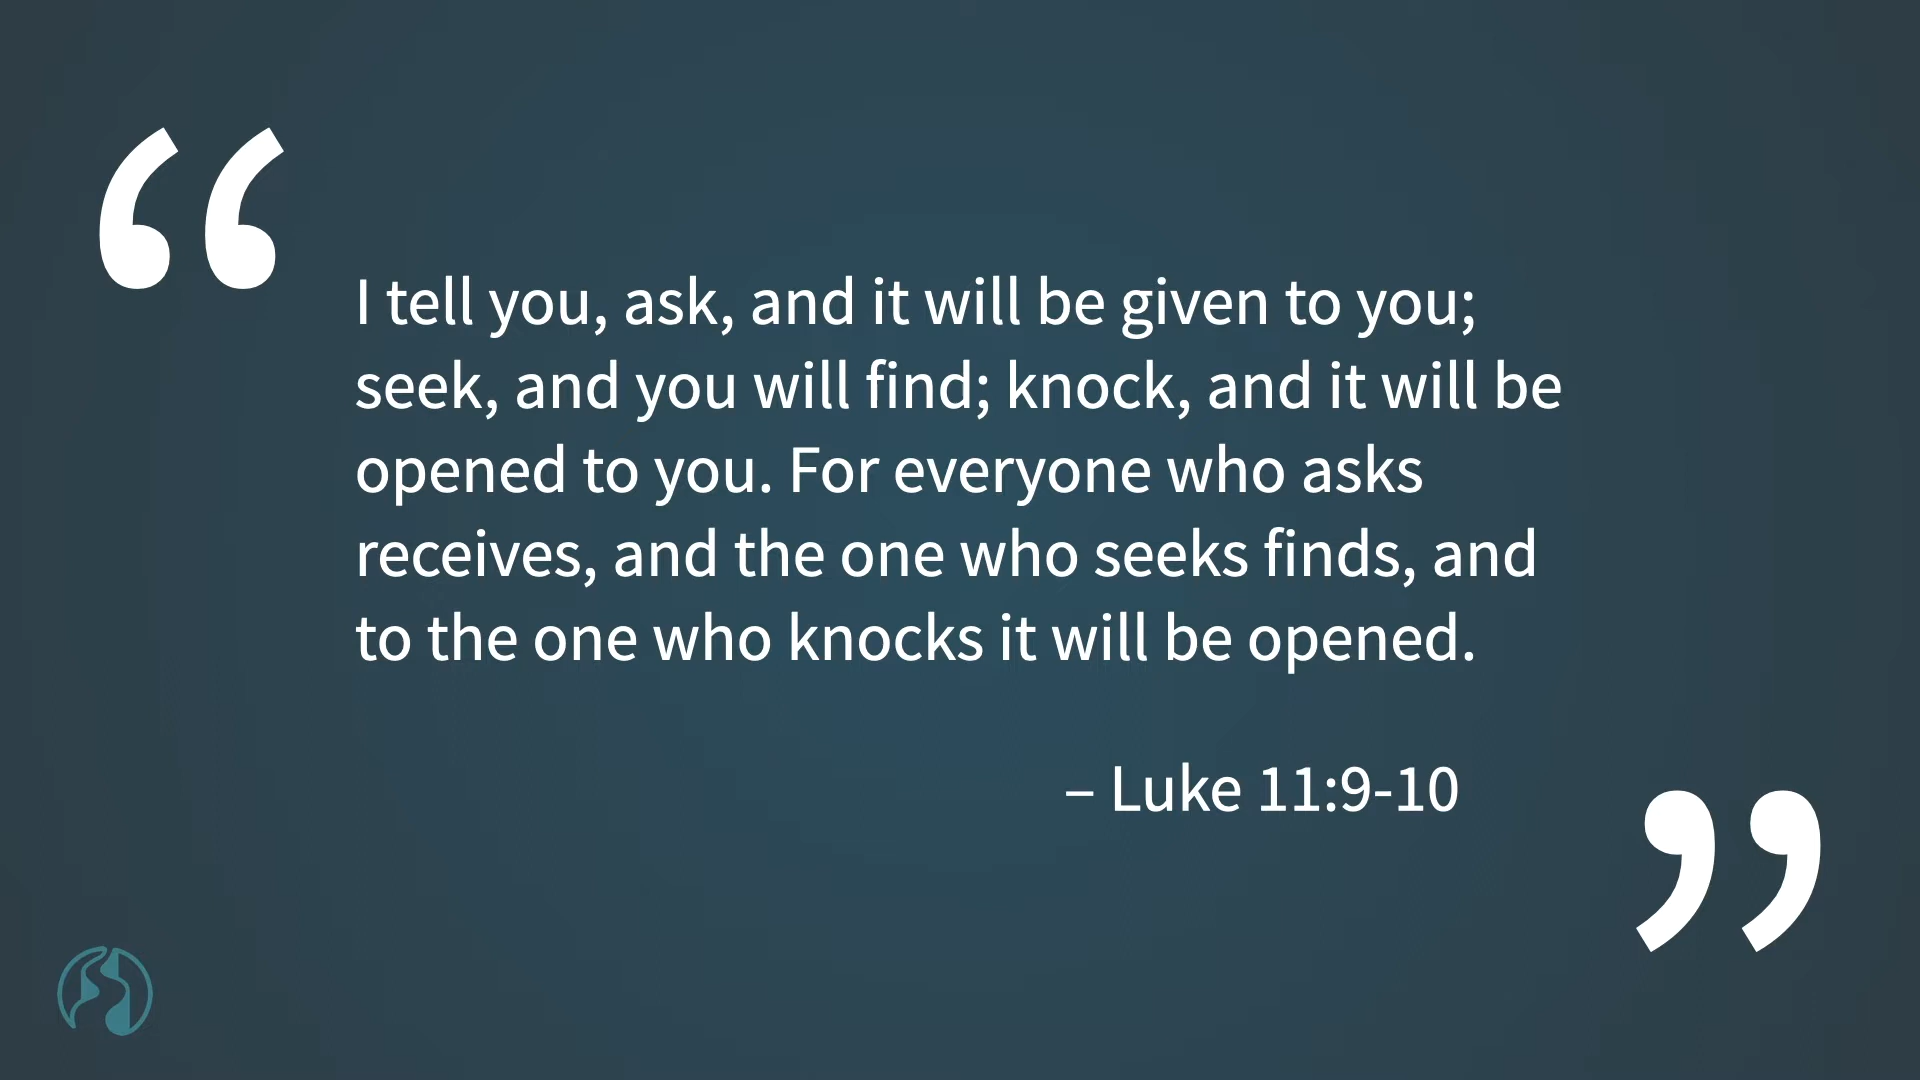 “
I tell you, ask, and it will be given to you;
seek, and you will find; knock, and it will be
opened to you. For everyone who asks
receives, and the one who seeks finds, and
to the one who knocks it will be opened.
– Luke 11:9-10
”